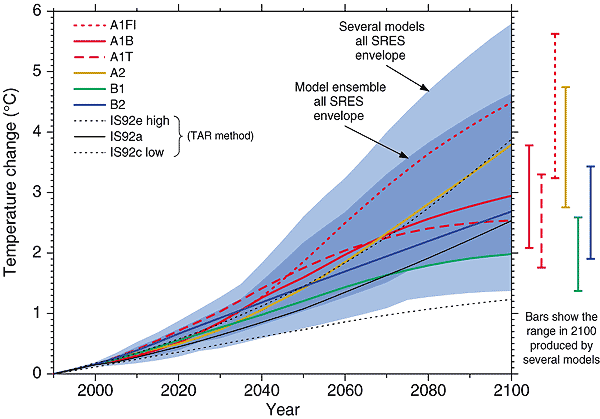 6
5
4
3
2
1
0
Temperature change (°C)
A1FI
A1B
A1T
A2
B1
B2
IS92e high
IS92a
IS92c low
(TAR method)
Several models
all SRES
envelope
Model ensemble
all SRES
envelope
2000
2020
2040
2060
2080
2100
Year
Bars show the
range in 2100
produced by
several models